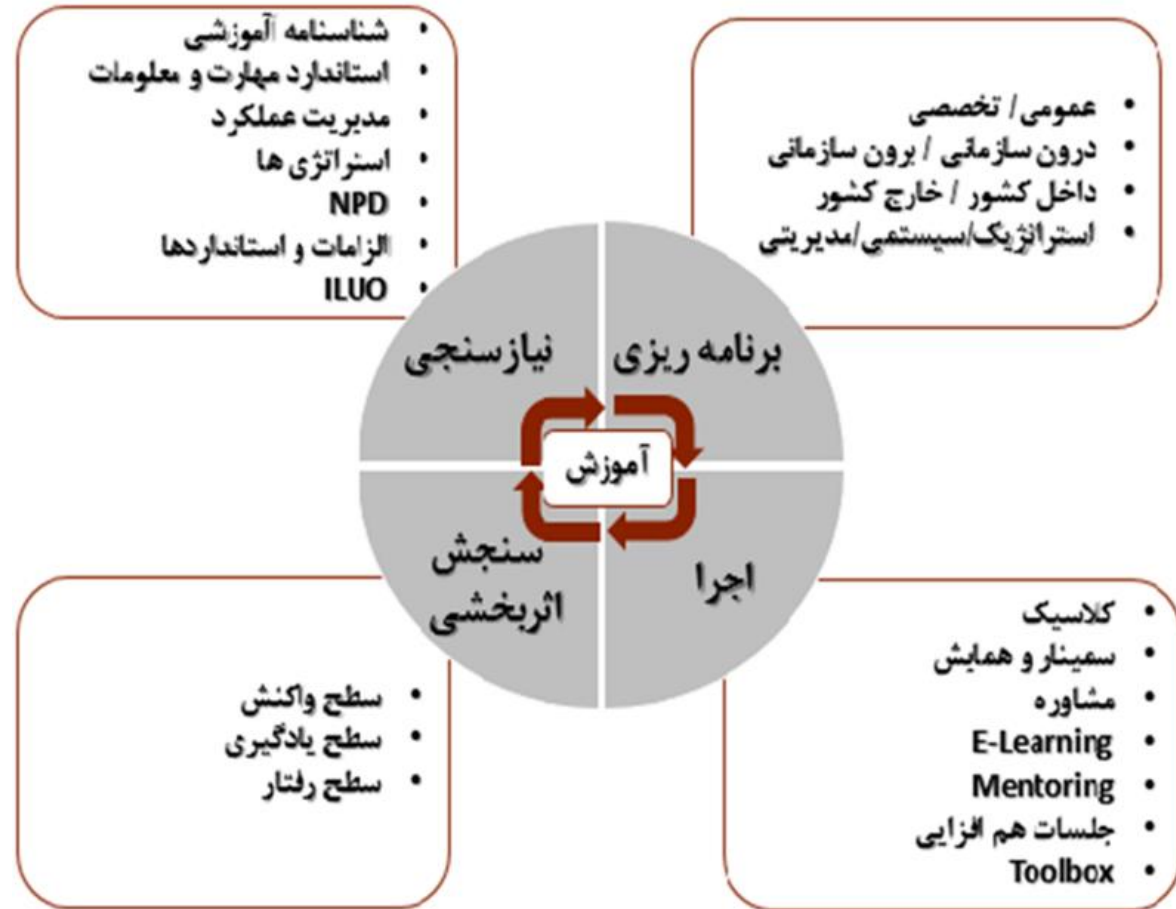 عمومی / تخصصی
درون سازمانی / برون سازمانی
داخل کشور / خارج کشور
استراتژیک/سیستمی/مدیریتی
شناسنامه آموزشی
استاندارد مهارت و معلومات
مدیریت عملکرد
استراتژی ها
NPD
الزامات و استانداردها
ILUO
برنامه ریزی
نیازسنجی
آموزش
اجرا
سنجش
اثربخشی
کلاسیک
سمینار و همایش
مشاوره
E-Learning
Mentoring
جلسات هم افزایی
Toolbox
سطح واکنش
سطح یادگیری
سطح رفتار